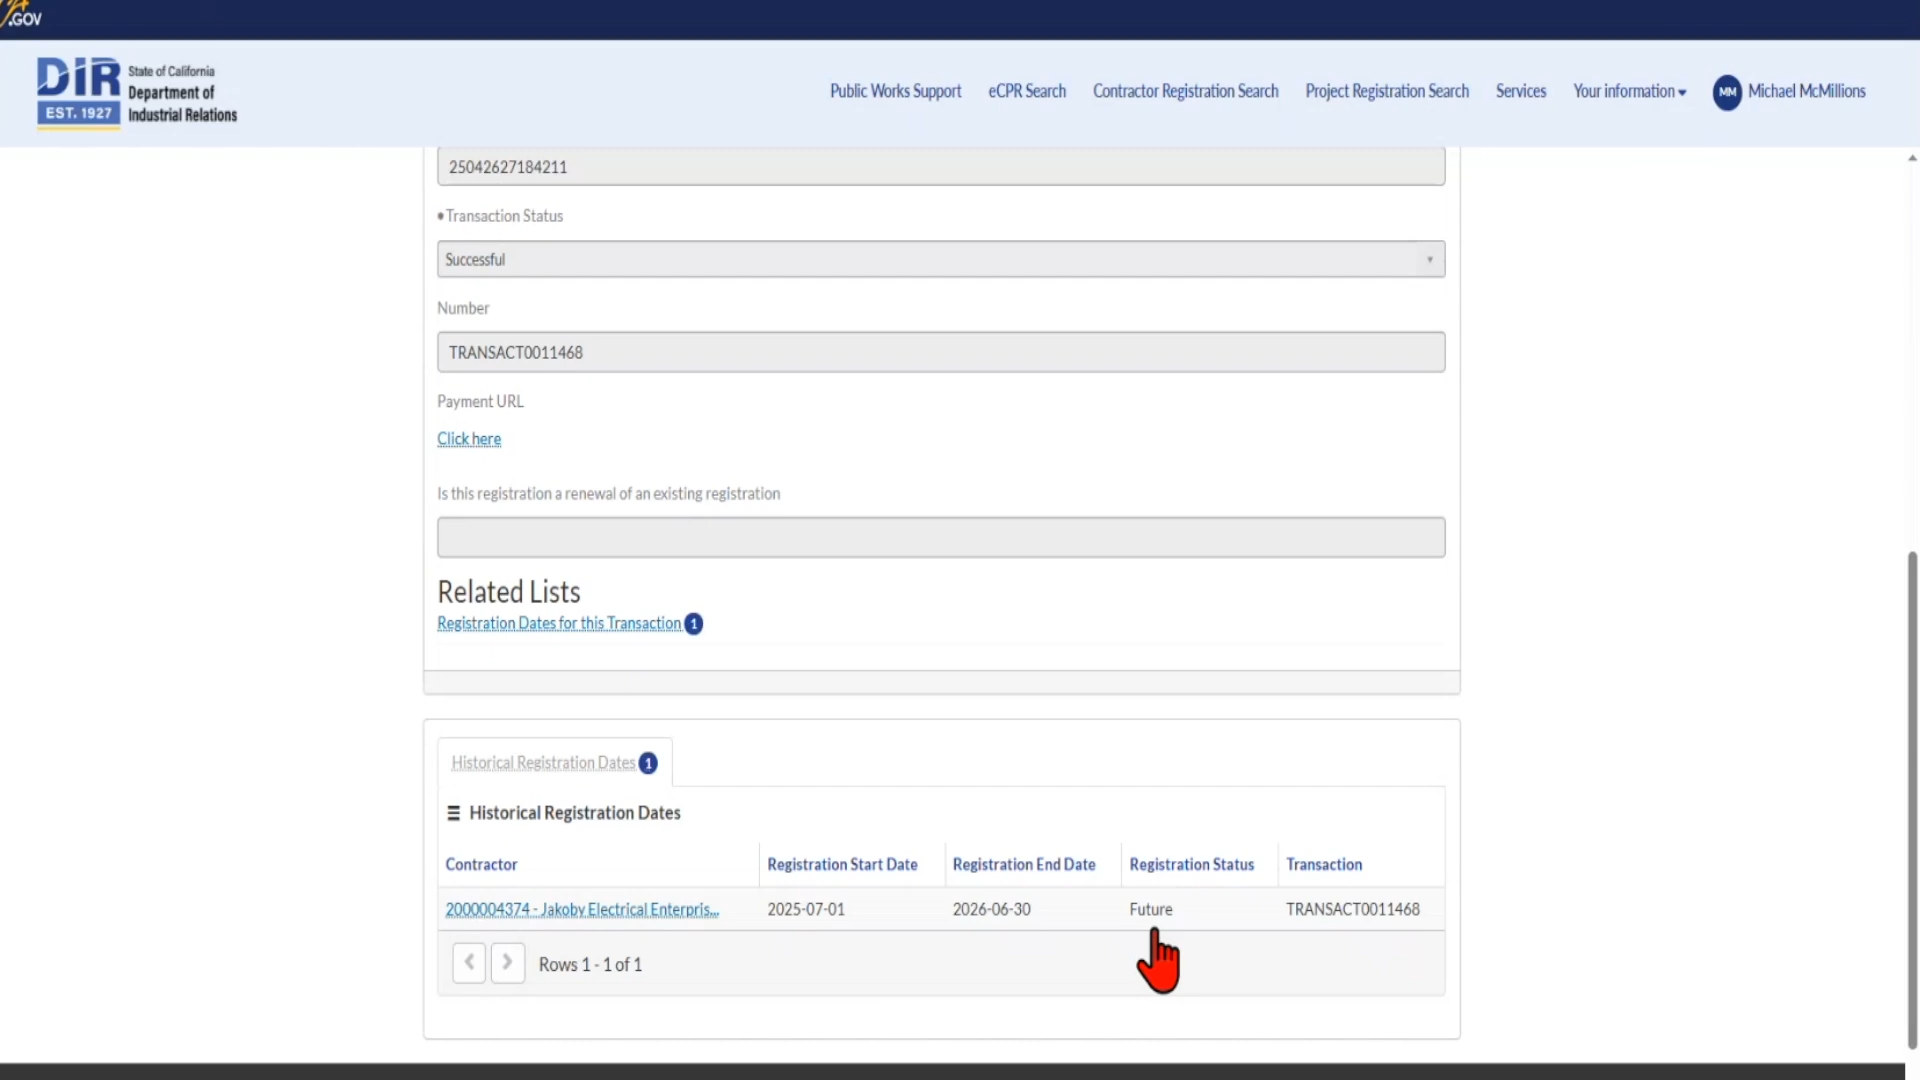 .GOV
DIR
EST. 1927
State of California
Department of
Industrial Relations
Public Works Support
eCPR Search
Contractor Registration Search
Project Registration Search
Services
Your information
MM
Michael McMillions
25042627184211
Transaction Status
Successful
Number
TRANSACT0011468
Payment URL
Click here
Is this registration a renewal of an existing registration
Related Lists
Registration Dates for this Transaction 1
Historical Registration Dates 1
Historical Registration Dates
Contractor Registration Start Date Registration End Date Registration Status Transaction
2000004374 - Jakoby Electrical Enterpris... 2025-07-01 2026-06-30 Future TRANSACT0011468
Rows 1 - 1 of 1